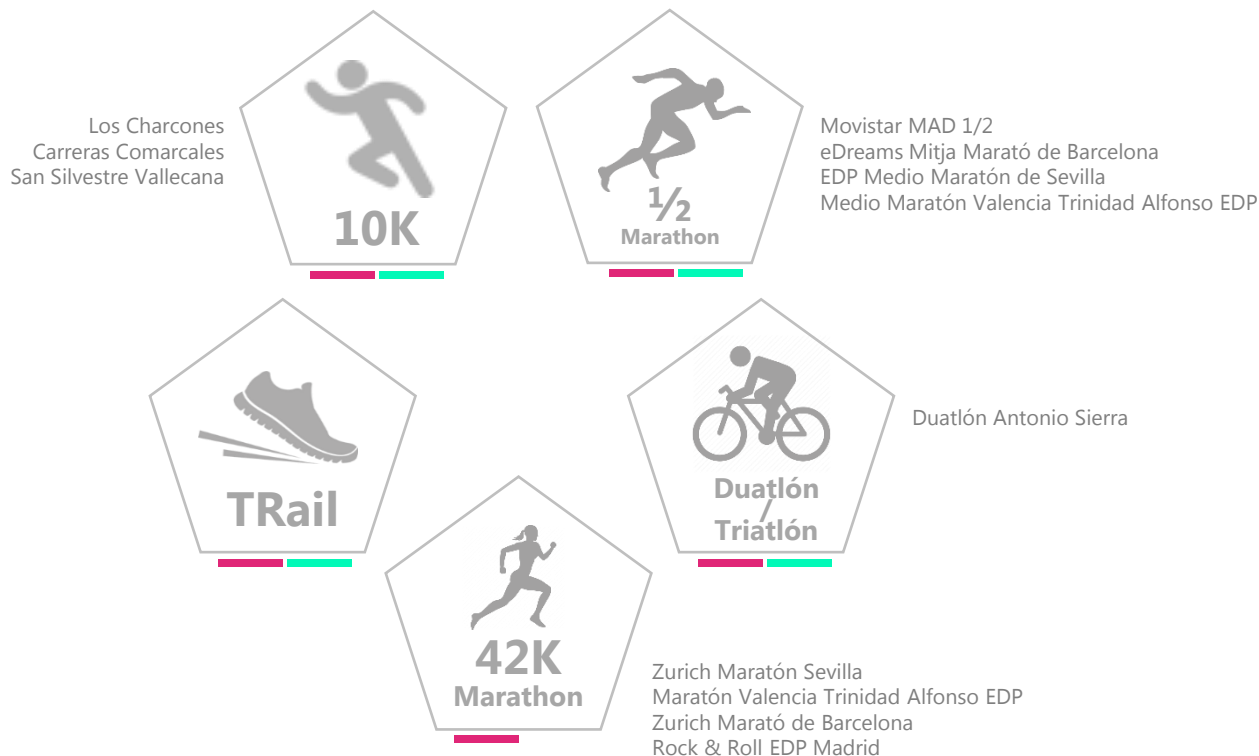 Los Charcones
Carreras Comarcales
San Silvestre Vallecana
10K
½
Marathon
Movistar MAD 1/2
eDreams Mitja Marató de Barcelona
EDP Medio Maratón de Sevilla
Medio Maratón Valencia Trinidad Alfonso EDP
TRail
Duatlón
/
Triatlón
Duatlón Antonio Sierra
42K
Marathon
Zurich Maratón Sevilla
Maratón Valencia Trinidad Alfonso EDP
Zurich Marató de Barcelona
Rock & Roll EDP Madrid